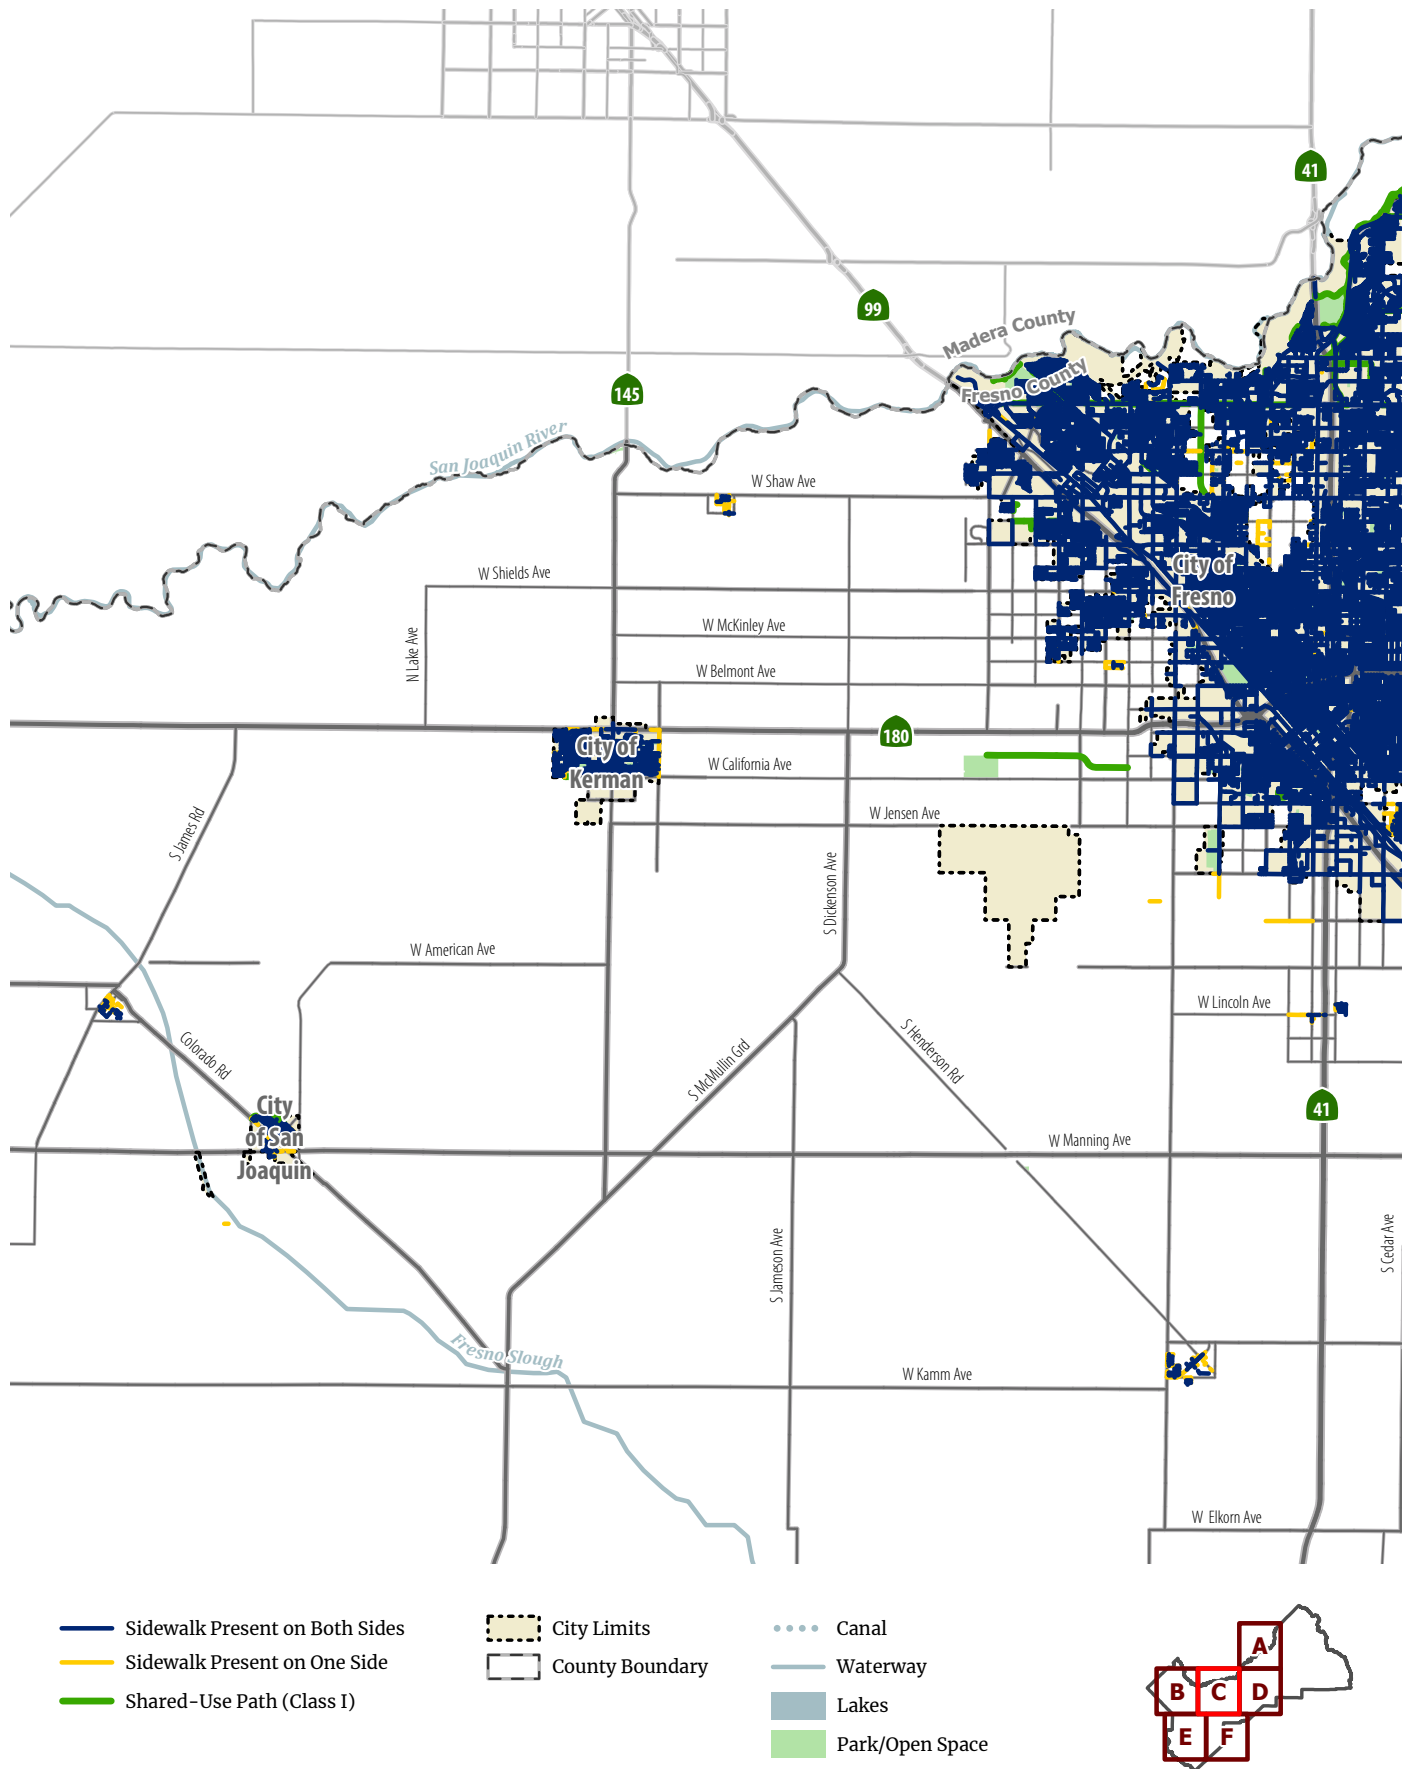 41
99
Madera County
Fresno County
145
San Joaquin River
W Shaw Ave
City of
Fresno
W Shields Ave
N Lake Ave
W McKinley Ave
W Belmont Ave
180
City of
Kerman
W California Ave
S James Rd
W Jensen Ave
S Dickenson Ave
W American Ave
W Lincoln Ave
Colorado Rd
S McMullin Grd
S Henderson Rd
City
of San
Joaquin
41
W Manning Ave
S Jameson Ave
S Cedar Ave
Fresno Slough
W Kamm Ave
W Elkorn Ave
Sidewalk Present on Both Sides
Sidewalk Present on One Side
Shared-Use Path (Class I)
City Limits
County Boundary
Canal
Waterway
Lakes
Park/Open Space
A
B
C
D
E
F